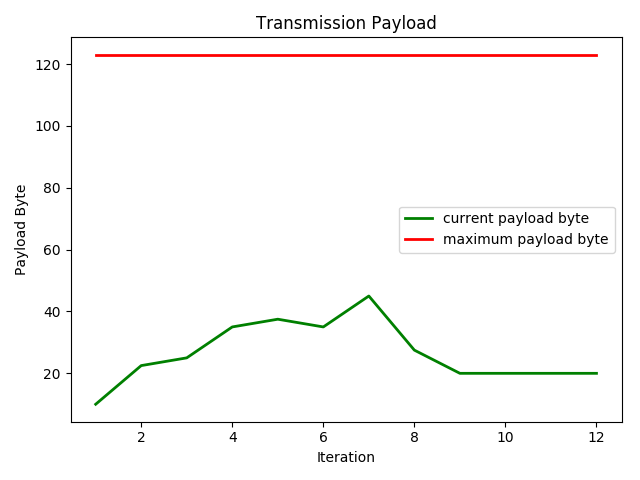 Transmission Payload
120
100
80
60
40
20
Payload Byte
current payload byte
maximum payload byte
2 4 6 8 10 12
Iteration